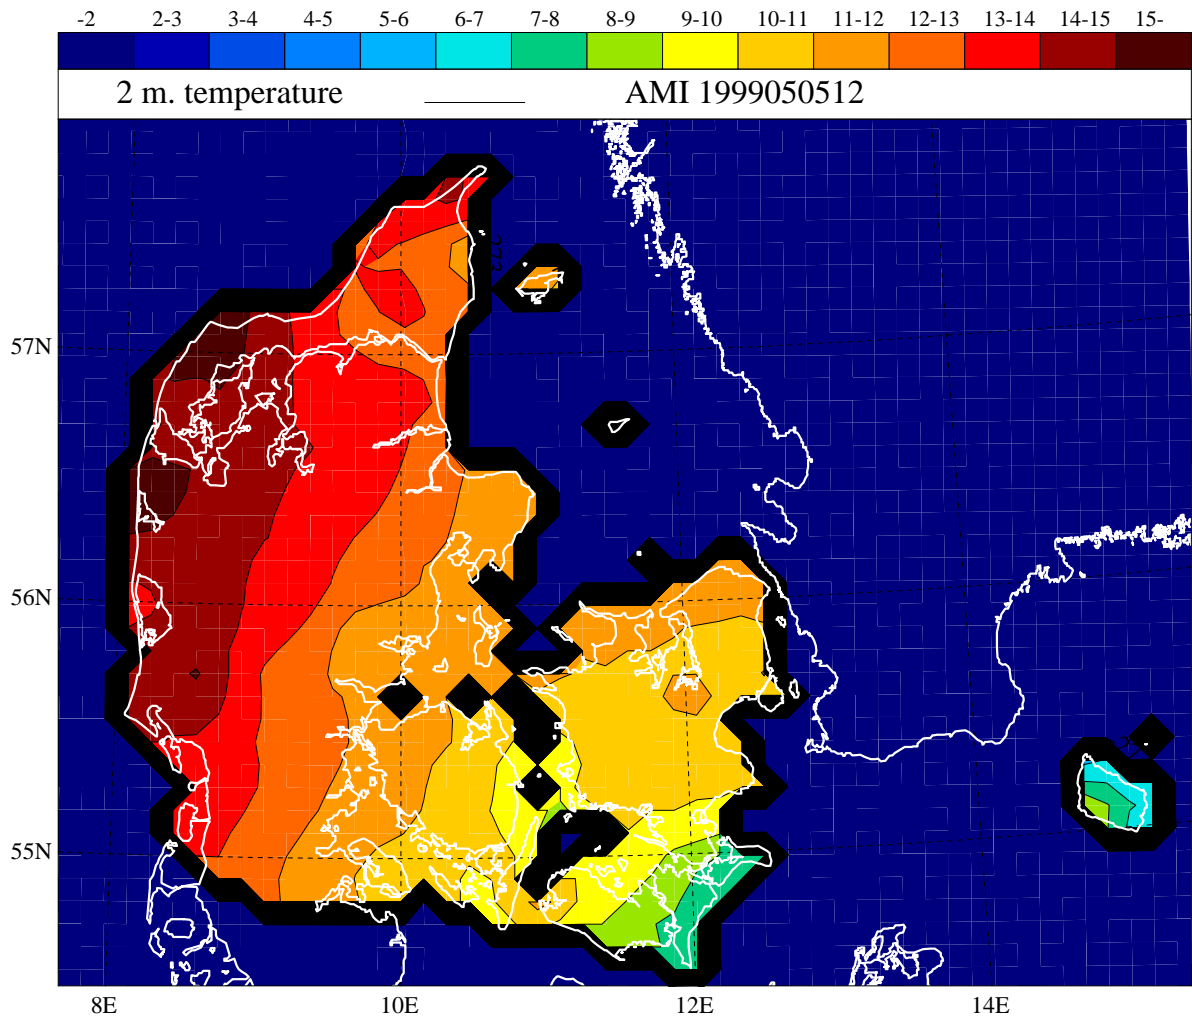 -2 2-3 3-4 4-5 5-6 6-7 7-8 8-9 9-10 10-11 11-12 12-13 13-14 14-15 15-
2 m. temperature AMI 1999050512
57N
56N
55N
8E 10E 12E 14E